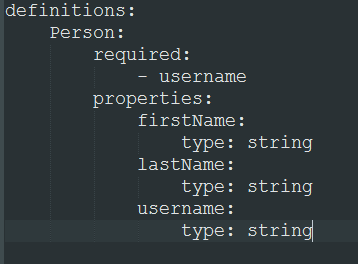 definitions:
    Person:
        required:
            - username
        properties:
            firstName:
                type: string
            lastName:
                type: string
            username:
                type: string